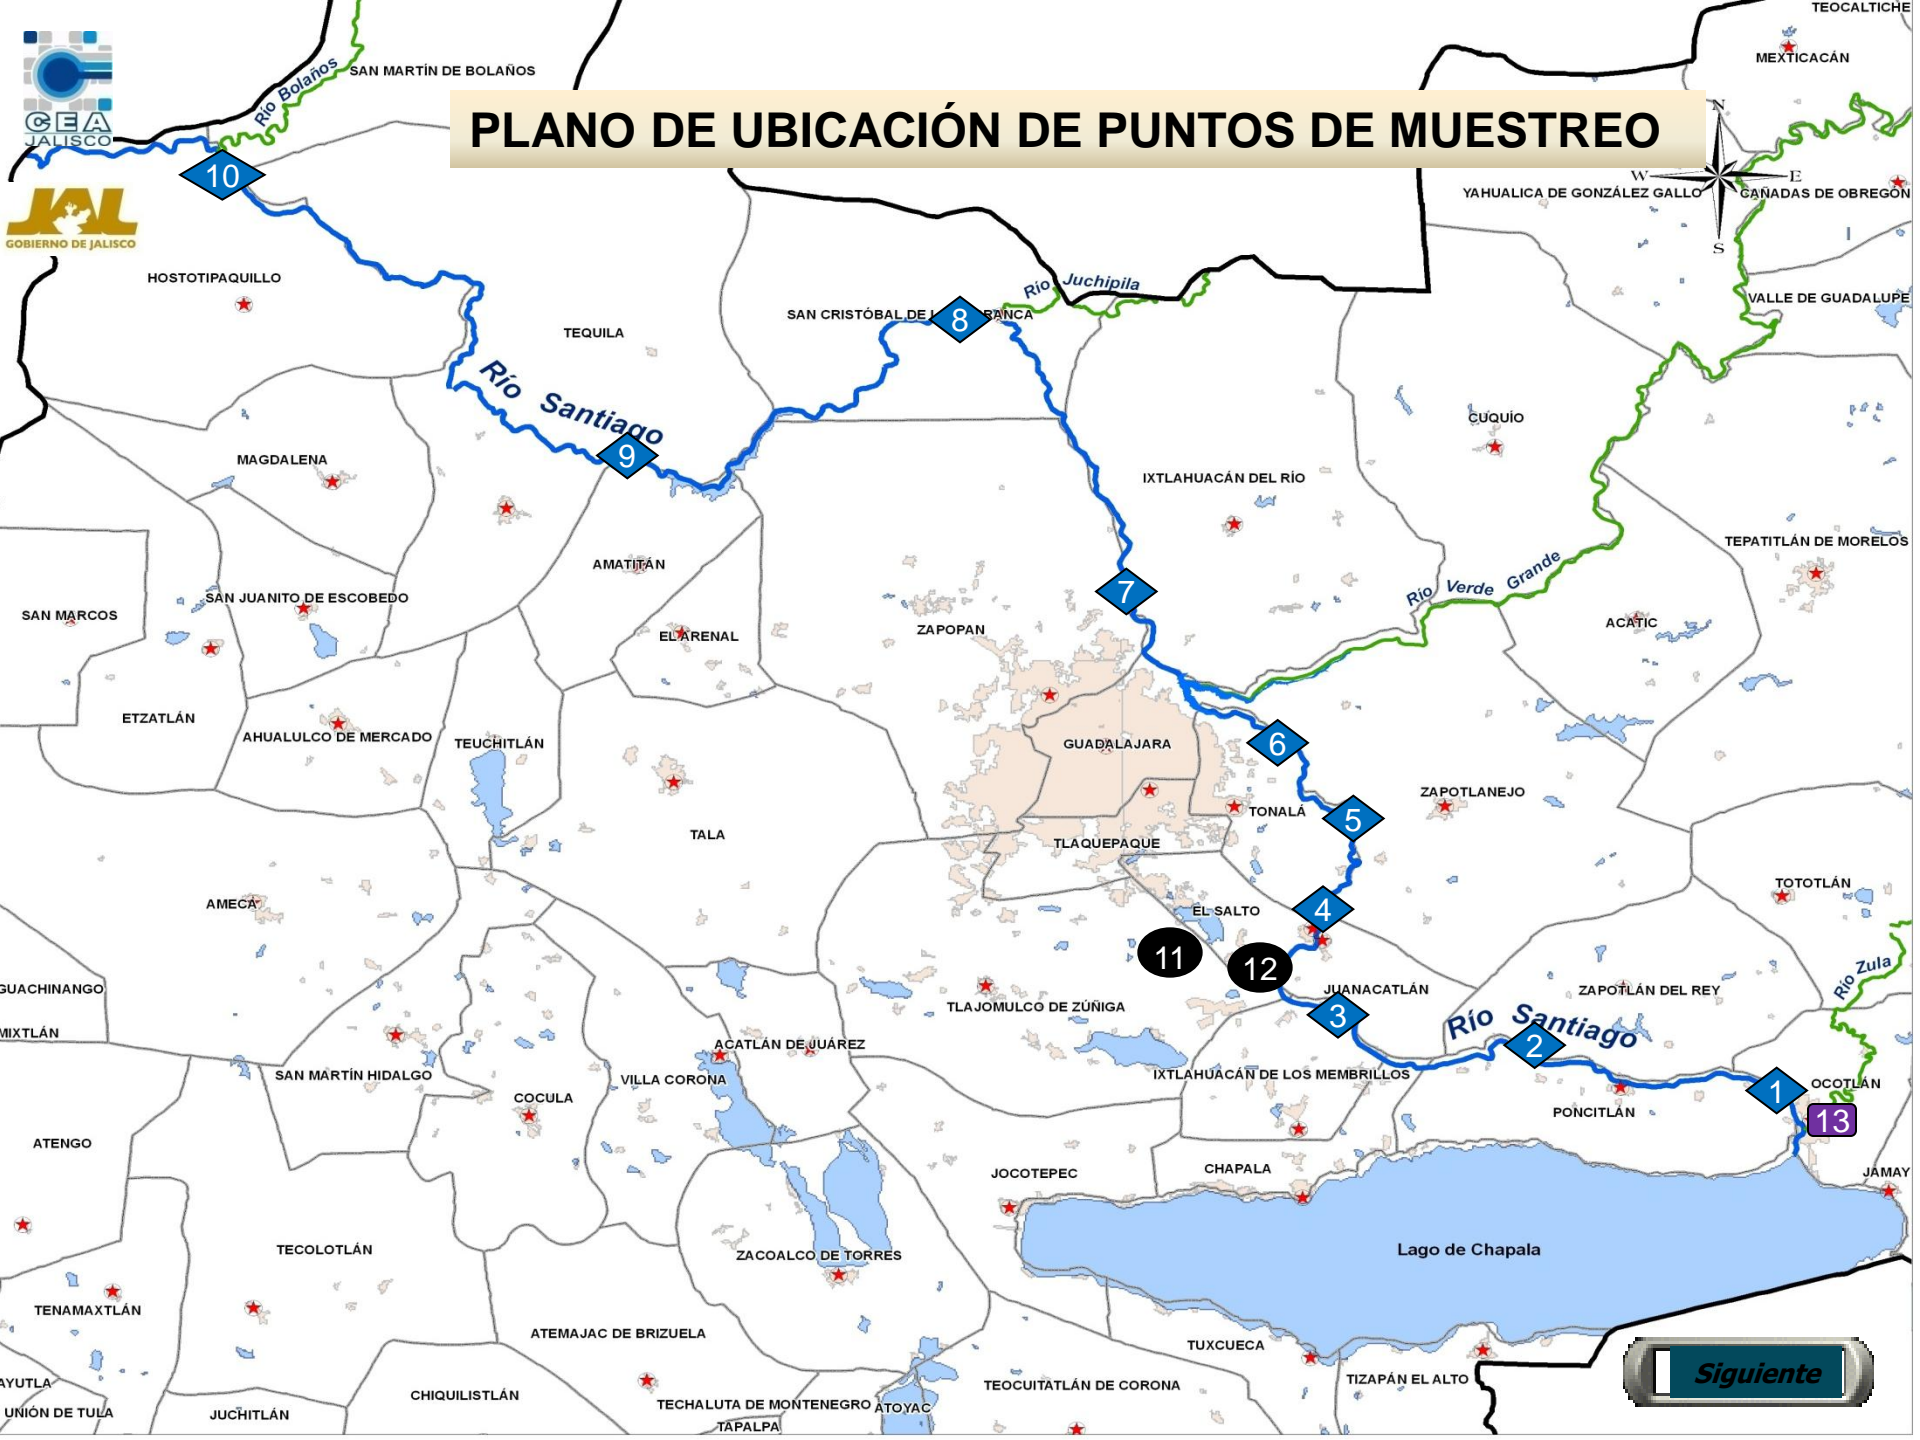 TEOCALTICHE
MEXTICACÁN
CEA
JALISCO
Río Bolaños
SAN MARTÍN DE BOLAÑOS
PLANO DE UBICACIÓN DE PUNTOS DE MUESTREO
N
W
E
S
10
YAHUALICA DE GONZÁLEZ GALLO
CAÑADAS DE OBREGÓN
JAL
GOBIERNO DE JALISCO
HOSTOTIPAQUILLO
Río Juchipila
VALLE DE GUADALUPE
SAN CRISTÓBAL DE
8
TEQUILA
Río Santiago
CUQUÍO
9
MAGDALENA
IXTLAHUACÁN DEL RÍO
TEPATITLÁN DE MORELOS
AMATITÁN
7
Río Verde Grande
SAN JUANITO DE ESCOBEDO
SAN MARCOS
ACATIC
ZAPOPAN
EL ARENAL
ETZATLÁN
AHUALULCO DE MERCADO
TEUCHITLÁN
GUADALAJARA
6
ZAPOTLANEJO
TONALÁ
5
TALA
TLAQUEPAQUE
TOTOTLÁN
AMECA
EL SALTO
4
11
12
Río Zula
GUACHINANGO
JUANACATLÁN
ZAPOTLÁN DEL REY
TLAJOMULCO DE ZÚÑIGA
3
Río Santiago
2
MIXTLÁN
ACATLÁN DE JUÁREZ
SAN MARTÍN HIDALGO
VILLA CORONA
IXTLAHUACÁN DE LOS MEMBRILLOS
1
OCOTLÁN
COCULA
PONCITLÁN
13
ATENGO
JOCOTEPEC
CHAPALA
JAMAY
TECOLOTLÁN
ZACOALCO DE TORRES
Lago de Chapala
TENAMAXTLÁN
ATEMAJAC DE BRIZUELA
TUXCUECA
Siguiente
AYUTLA
CHIQUILISTLÁN
TEOCUITATLÁN DE CORONA
TIZAPÁN EL ALTO
UNIÓN DE TULA
JUCHITLÁN
TECHALUTA DE MONTENEGRO
ATOYAC
TAPALPA